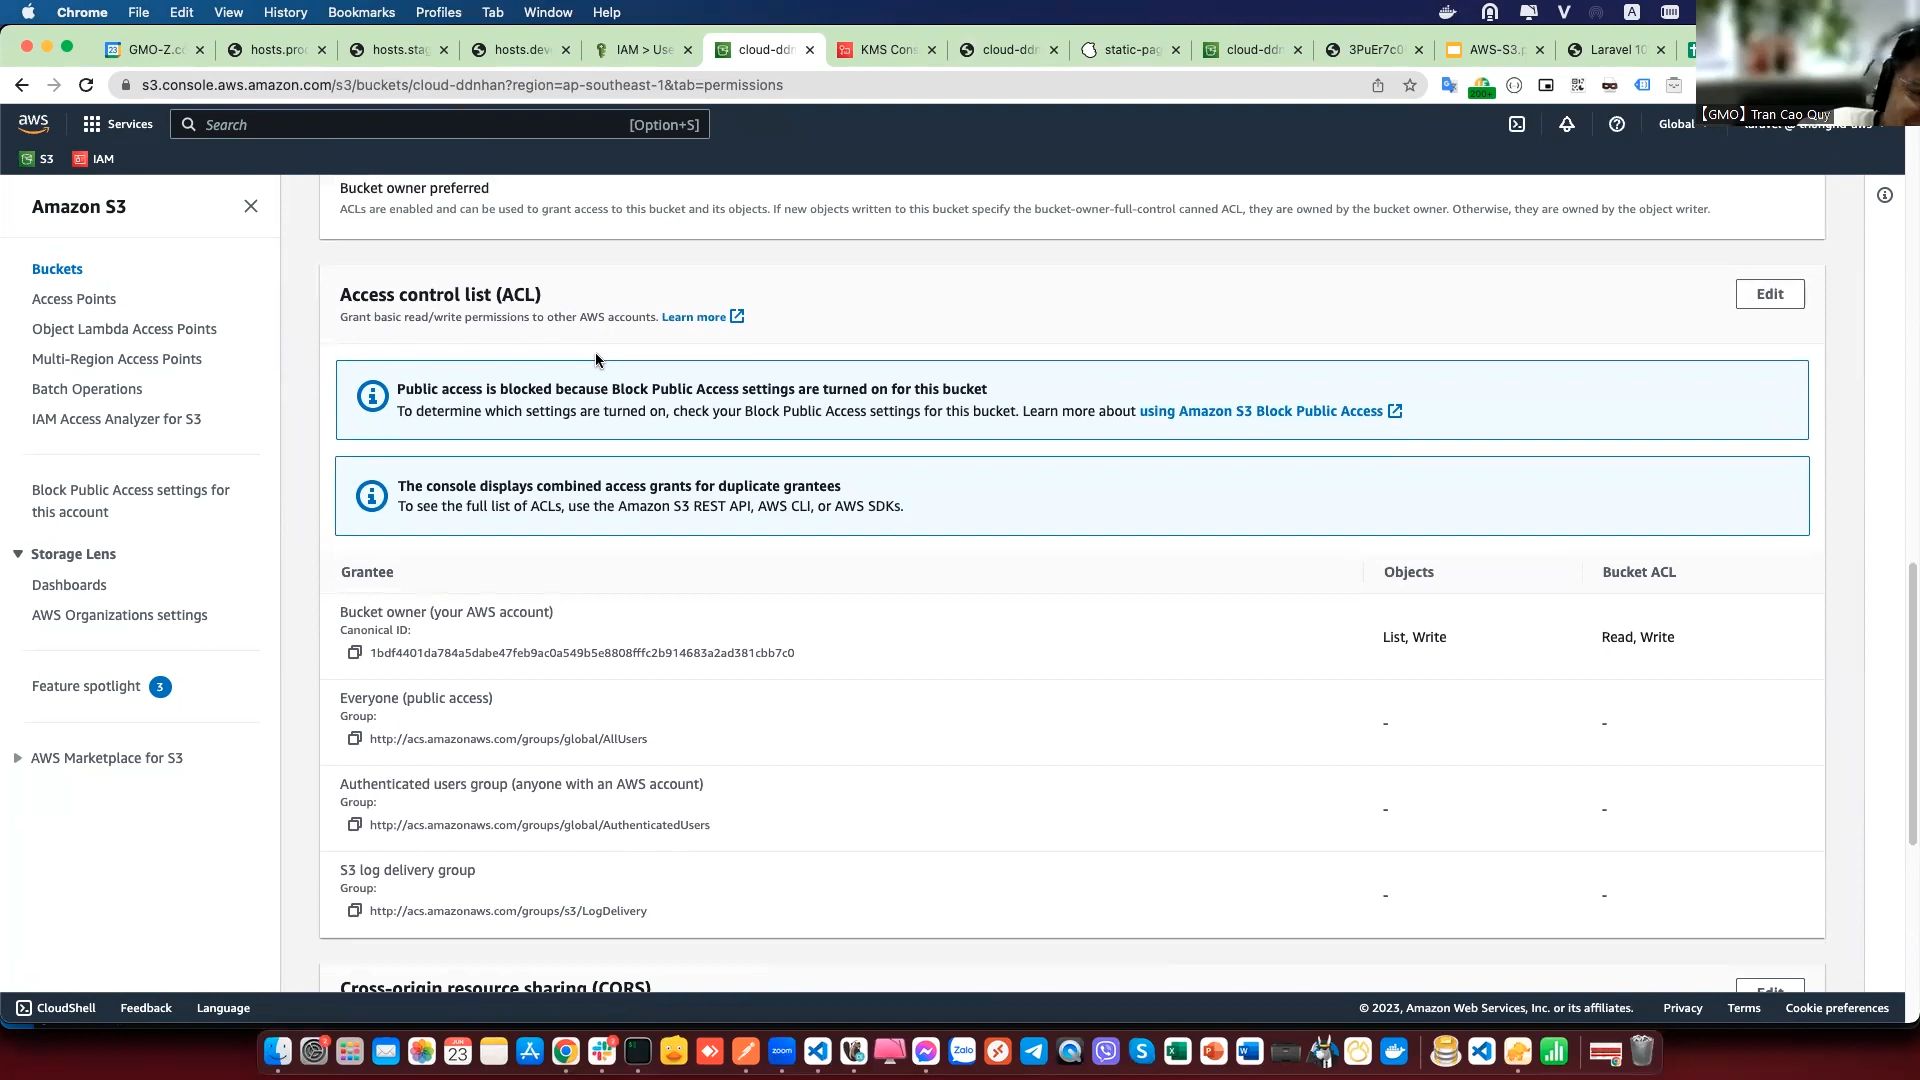 Chrome File Edit View History Bookmarks Profiles Tab Window Help
GMO-Z.c
hosts.pro
hosts.sta
hosts.dev
IAM > Use
cloud-ddn
KMS Con
cloud-ddn
static-pag
cloud-ddn
3PuEr7c0
AWS-S3.p
Laravel 10
s3.console.aws.amazon.com/s3/buckets/cloud-ddnhan?region=ap-southeast-1&tab=permissions
200+
【GMO】Tran Cao Quy
aws
Services
Search
[Option+S]
Global
S3
IAM
Amazon S3
Buckets
Access Points
Object Lambda Access Points
Multi-Region Access Points
Batch Operations
IAM Access Analyzer for S3
Block Public Access settings for
this account
Storage Lens
Dashboards
AWS Organizations settings
Feature spotlight 3
AWS Marketplace for S3
Bucket owner preferred
ACLs are enabled and can be used to grant access to this bucket and its objects. If new objects written to this bucket specify the bucket-owner-full-control canned ACL, they are owned by the bucket owner. Otherwise, they are owned by the object writer.
Access control list (ACL)
Edit
Grant basic read/write permissions to other AWS accounts. Learn more
Public access is blocked because Block Public Access settings are turned on for this bucket
To determine which settings are turned on, check your Block Public Access settings for this bucket. Learn more about using Amazon S3 Block Public Access
The console displays combined access grants for duplicate grantees
To see the full list of ACLs, use the Amazon S3 REST API, AWS CLI, or AWS SDKs.
Grantee Objects Bucket ACL
Bucket owner (your AWS account)
Canonical ID:
1bdf4401da784a5dabe47feb9ac0a549b5e8808fffc2b914683a2ad381cbb7c0
List, Write
Read, Write
Everyone (public access)
Group:
http://acs.amazonaws.com/groups/global/AllUsers
-
-
Authenticated users group (anyone with an AWS account)
Group:
http://acs.amazonaws.com/groups/global/AuthenticatedUsers
-
-
S3 log delivery group
Group:
http://acs.amazonaws.com/groups/s3/LogDelivery
-
-
Cross-origin resource sharing (CORS)
Edit
CloudShell Feedback Language
© 2023, Amazon Web Services, Inc. or its affiliates. Privacy Terms Cookie preferences
JUN
23
zoom
Zalo